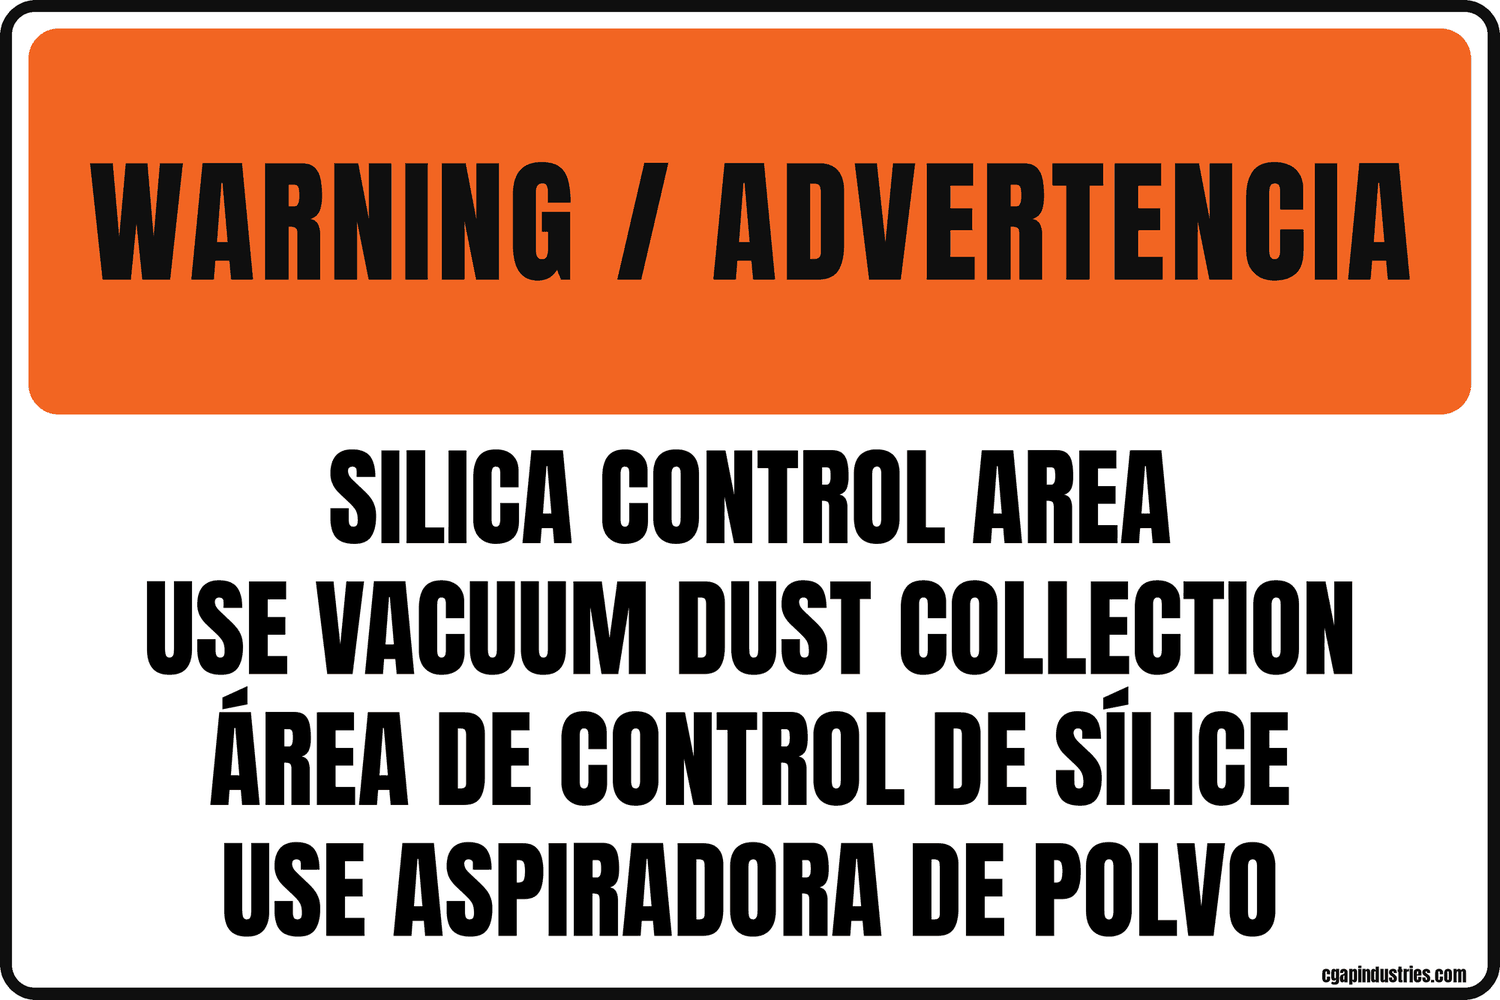 WARNING / ADVERTENCIA
SILICA CONTROL AREA
USE VACUUM DUST COLLECTION
ÁREA DE CONTROL DE SÍLICE
USE ASPIRADORA DE POLVO
cgapindustries.com